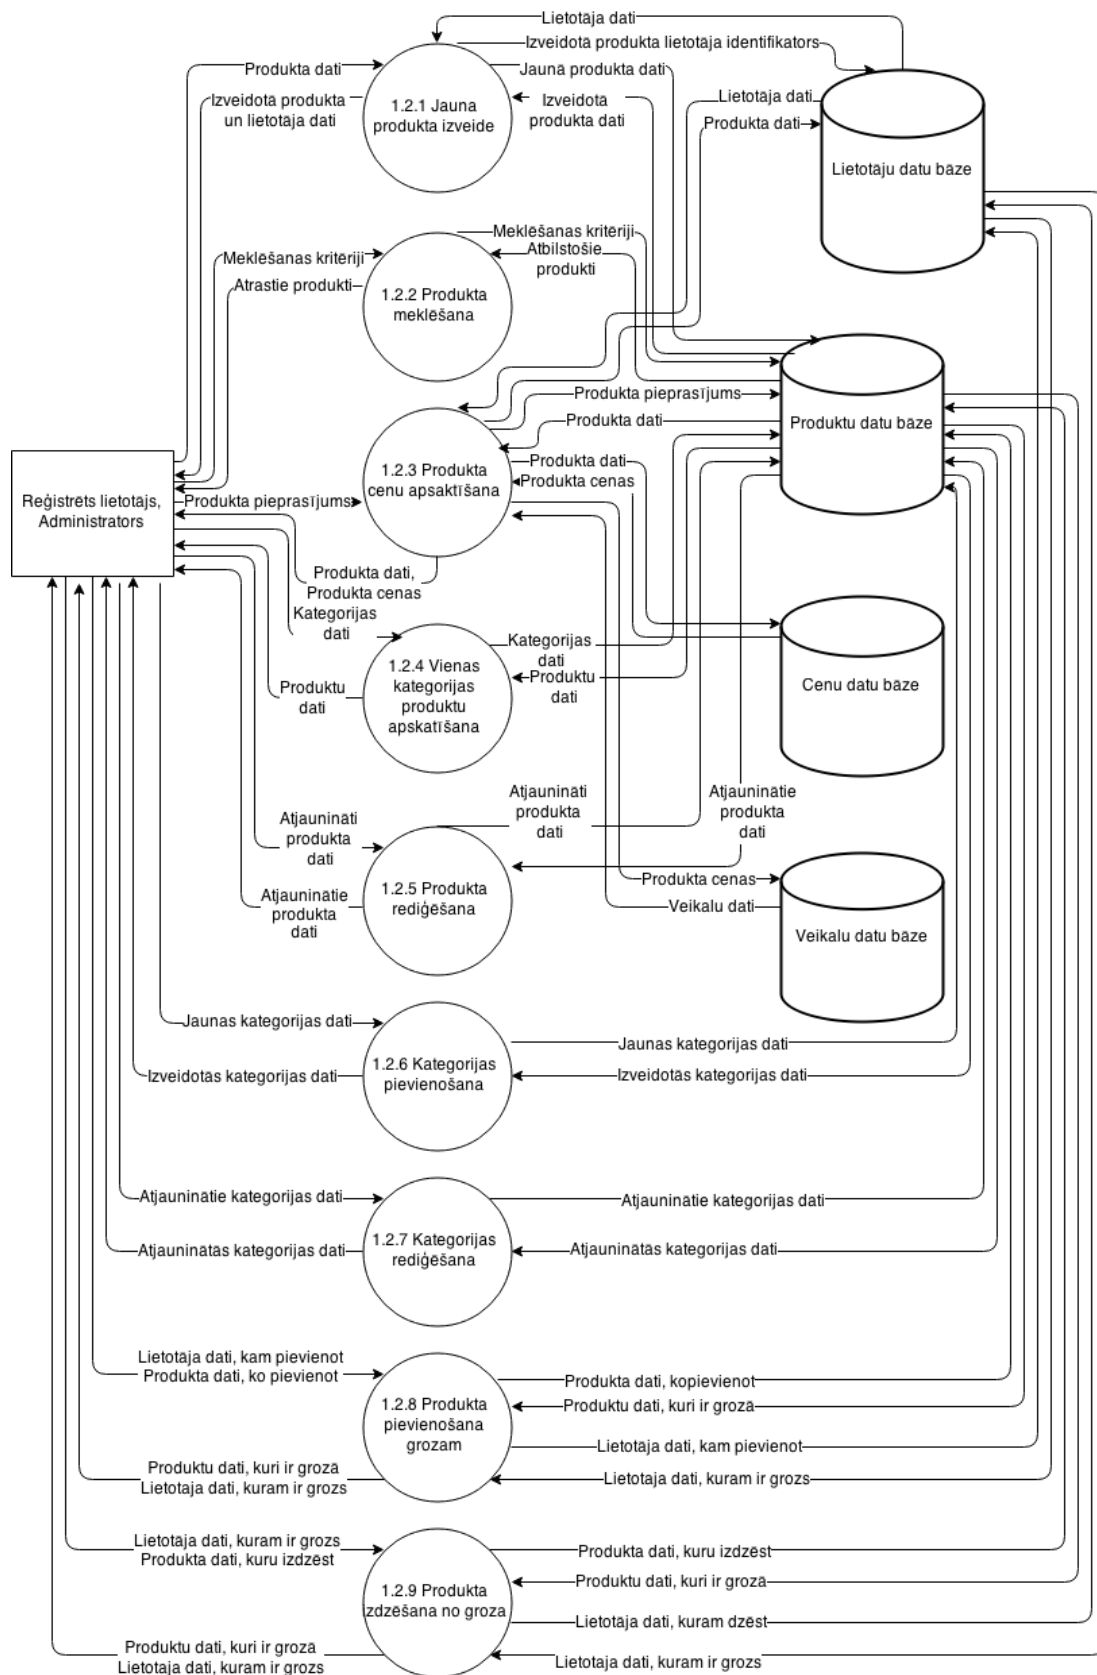 Lietotāja dati
Izveidotā produkta lietotāja identifikators
Produkta dati
Jaunā produkta dati
Izveidotā produkta
un lietotāja dati
1.2.1 Jauna
produkta izveide
Izveidotā
produkta dati
Lietotāja dati
Produkta dati
Lietotāju datu bāze
Meklēšanas kritēriji
Meklēšanas kritēriji
Atbilstošie
produkti
Atrastie produkti
1.2.2 Produkta
meklēšana
Produkta pieprasījums
Produkta dati
Produktu datu bāze
1.2.3 Produkta
cenu apsaktīšana
Produkta dati
Produkta cenas
Reģistrēts lietotājs,
Administrators
Produkta pieprasījums
Produkta dati,
Produkta cenas
Kategorijas
dati
1.2.4 Vienas
kategorijas
produktu
apskatīšana
Kategorijas
dati
Produktu
dati
Produktu
dati
Cenu datu bāze
Atjaunināti
produkta
dati
Atjaunināti
produkta
dati
Atjauninātie
produkta
dati
Atjauninātie
produkta
dati
1.2.5 Produkta
rediģēšana
Produkta cenas
Veikalu dati
Veikalu datu bāze
Jaunas kategorijas dati
Izveidotās kategorijas dati
1.2.6 Kategorijas
pievienošana
Jaunas kategorijas dati
Izveidotās kategorijas dati
Atjauninātie kategorijas dati
Atjauninātās kategorijas dati
1.2.7 Kategorijas
rediģēšana
Atjauninātie kategorijas dati
Atjauninātās kategorijas dati
Lietotāja dati, kam pievienot
Produkta dati, ko pievienot
1.2.8 Produkta
pievienošana
grozam
Produkta dati, kopievienot
Produktu dati, kuri ir grozā
Lietotāja dati, kam pievienot
Lietotaja dati, kuram ir grozs
Produktu dati, kuri ir grozā
Lietotaja dati, kuram ir grozs
Lietotāja dati, kuram ir grozs
Produkta dati, kuru izdzēst
1.2.9 Produkta
izdzēšana no groza
Produkta dati, kuru izdzēst
Produktu dati, kuri ir grozā
Lietotāja dati, kuram dzēst
Lietotaja dati, kuram ir grozs
Produktu dati, kuri ir grozā
Lietotaja dati, kuram ir grozs